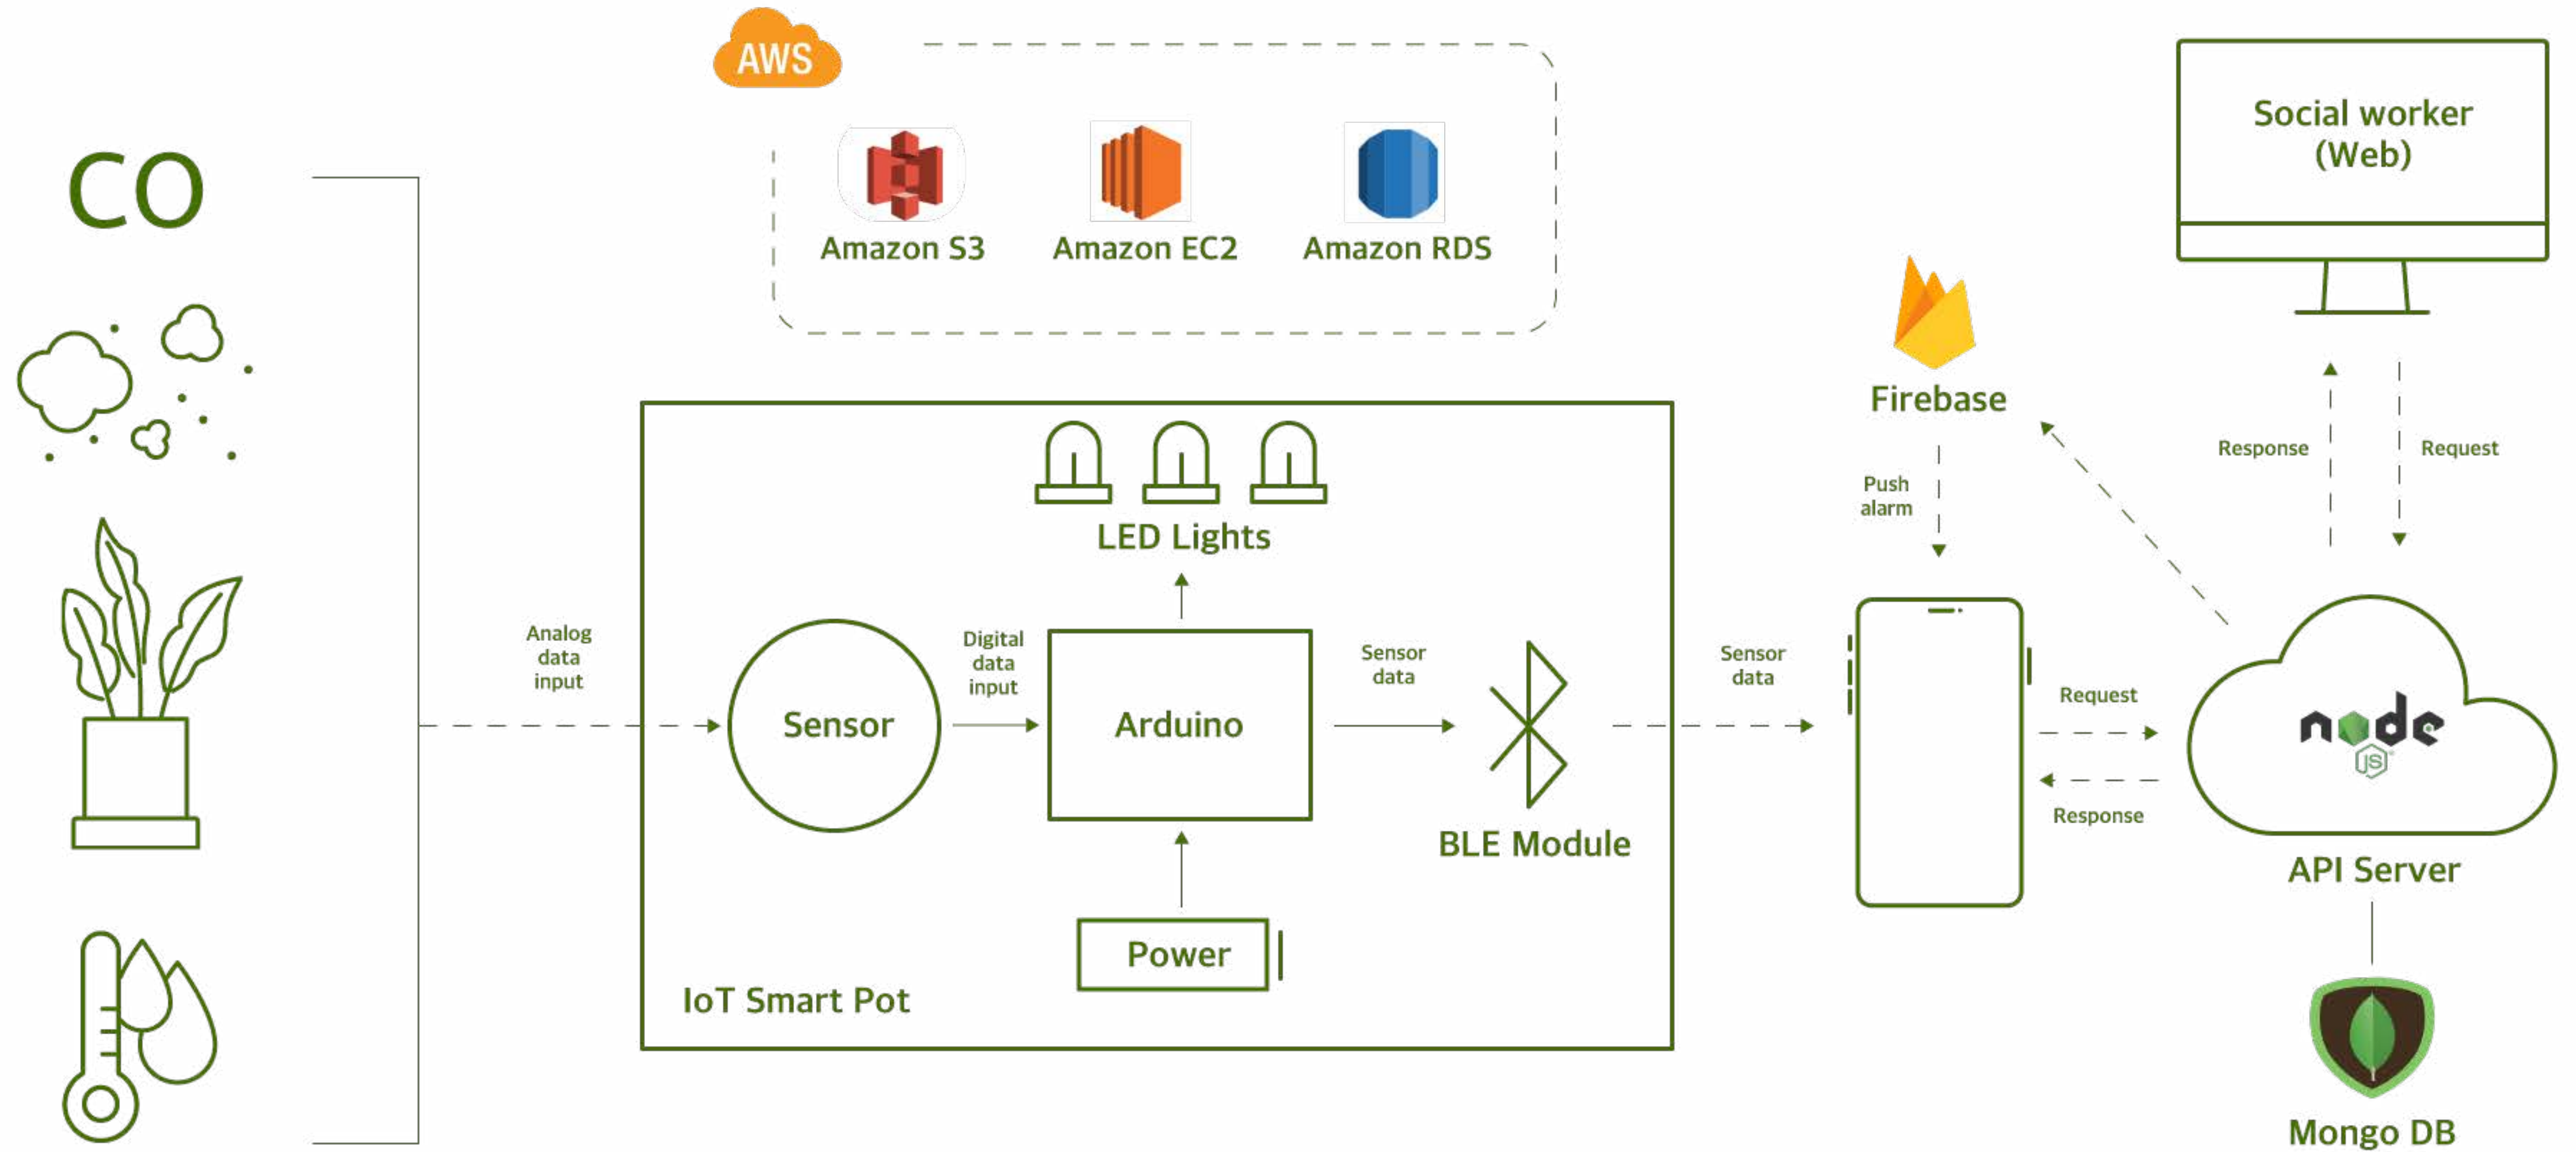 AWS
Amazon S3
Amazon EC2
Amazon RDS
Social worker
(Web)
CO
Firebase
Push
alarm
Response
Request
LED Lights
Analog
data
input
Sensor
Digital
data
input
Arduino
Sensor
data
BLE Module
Sensor
data
Request
Response
node
JS
API Server
Power
IoT Smart Pot
Mongo DB